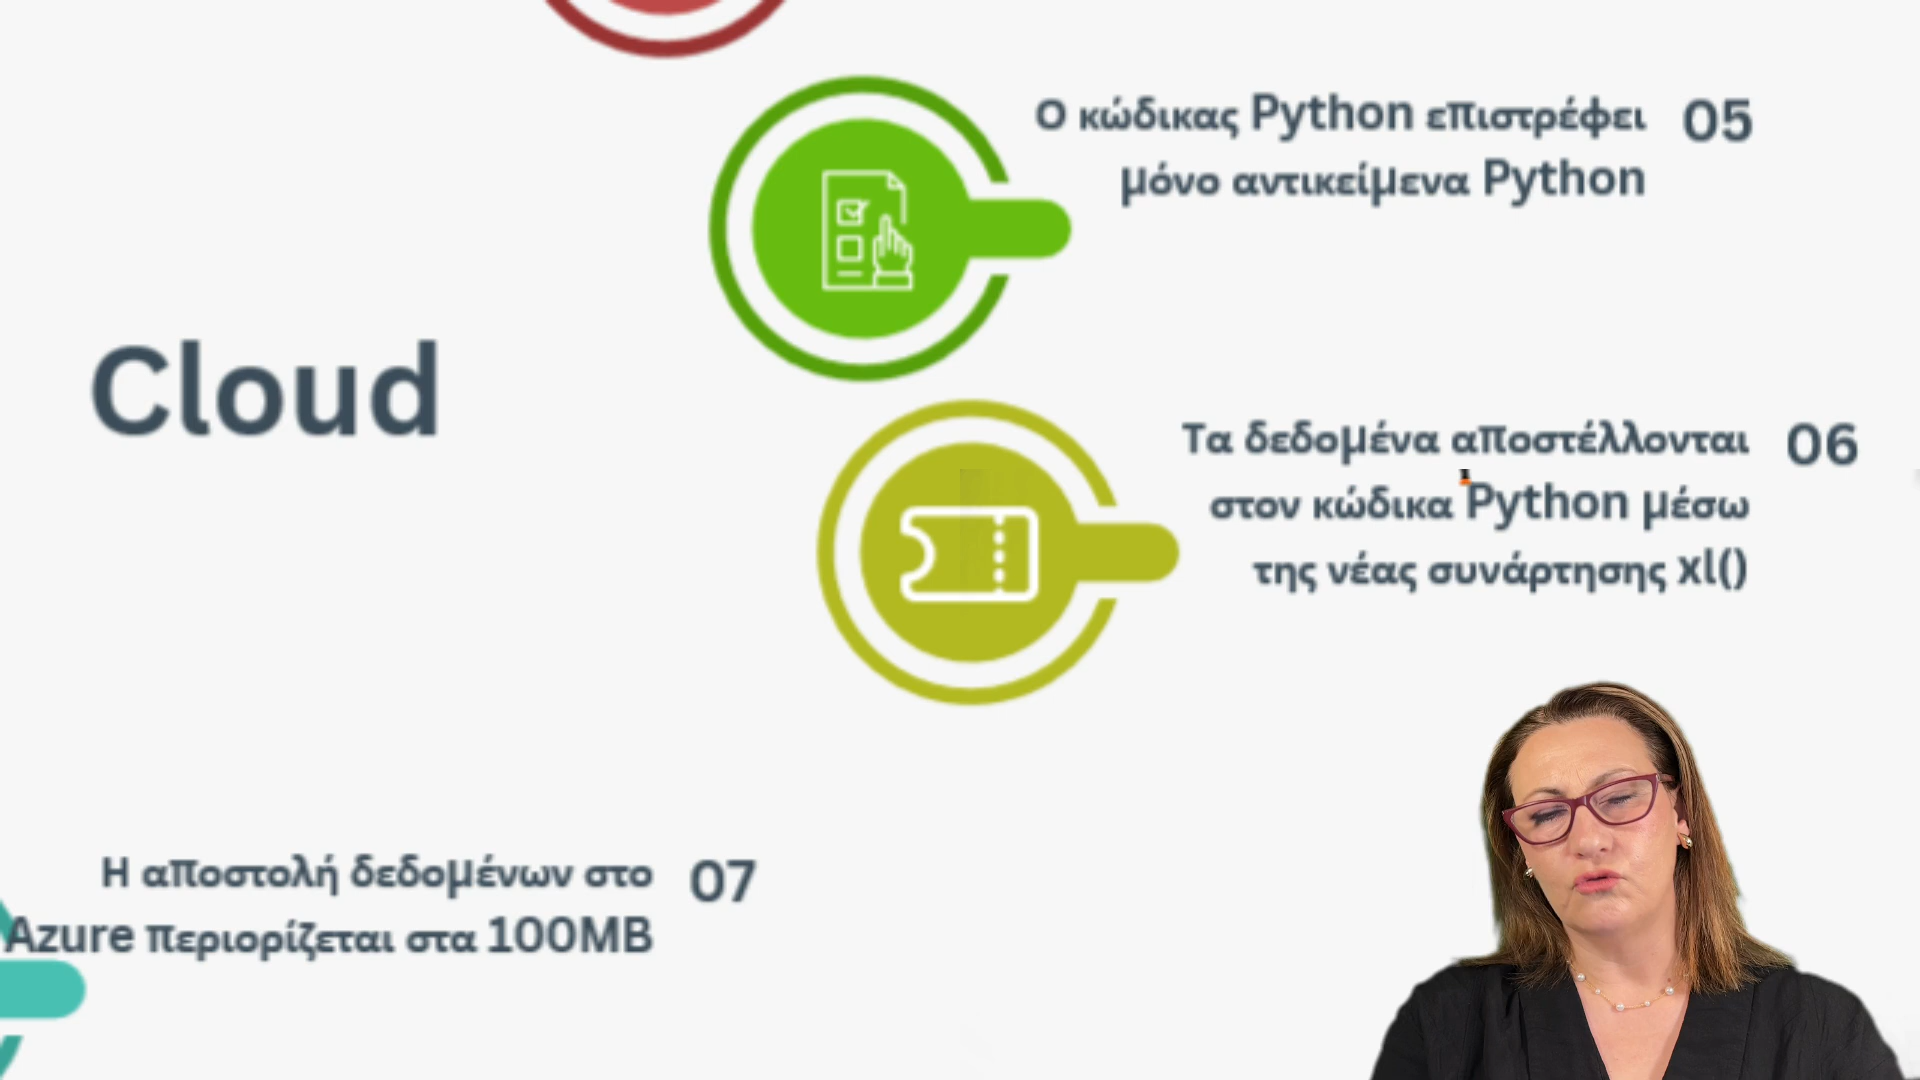 Ο κώδικας Python επιστρέφει
μόνο αντικείμενα Python
05
Cloud
Τα δεδομένα αποστέλλονται
στον κώδικα Python μέσω
της νέας συνάρτησης xl()
06
Η αποστολή δεδομένων στο
Azure περιορίζεται στα 100MB
07